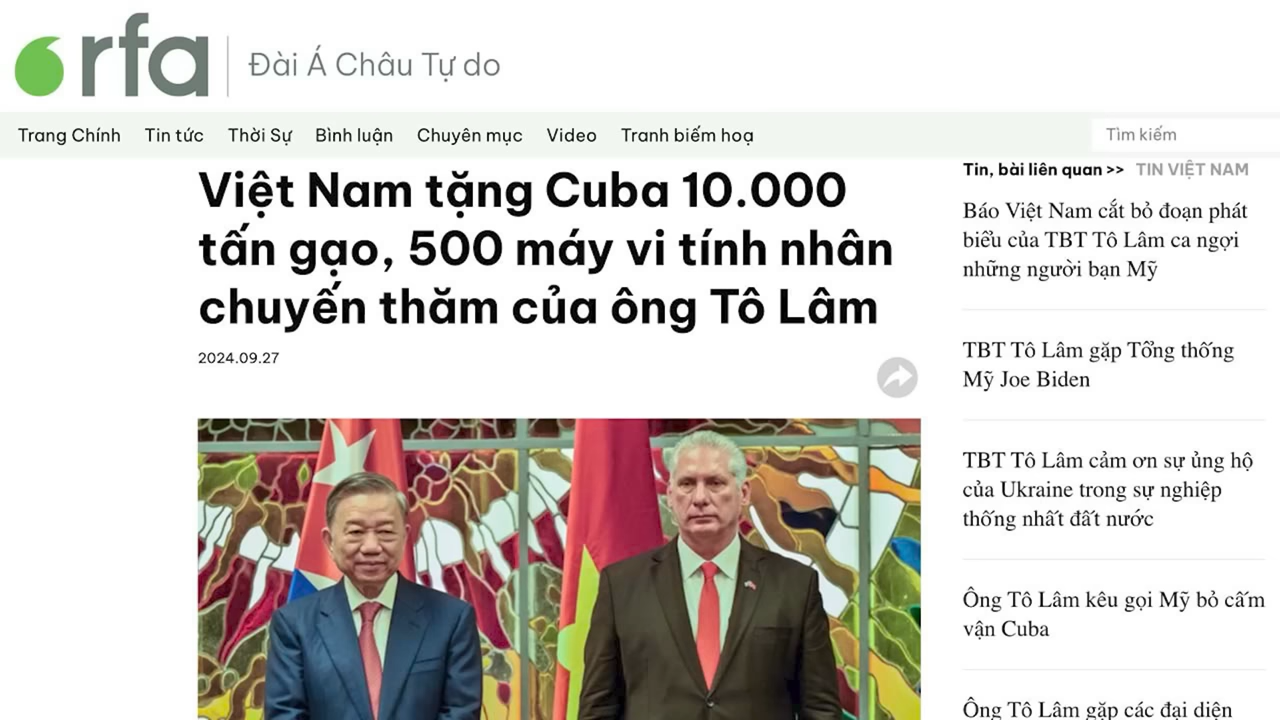 rfa Đài Á Châu Tự do
Trang Chính Tin tức Thời Sự Bình luận Chuyên mục Video Tranh biếm hoạ Tìm kiếm
Việt Nam tặng Cuba 10.000
tấn gạo, 500 máy vi tính nhân
chuyến thăm của ông Tô Lâm
2024.09.27
Tin, bài liên quan >> TIN VIỆT NAM
Báo Việt Nam cắt bỏ đoạn phát
biểu của TBT Tô Lâm ca ngợi
những người bạn Mỹ
TBT Tô Lâm gặp Tổng thống
Mỹ Joe Biden
TBT Tô Lâm cảm ơn sự ủng hộ
của Ukraine trong sự nghiệp
thống nhất đất nước
Ông Tô Lâm kêu gọi Mỹ bỏ cấm
vận Cuba
Ông Tô Lâm gặp các đại diện